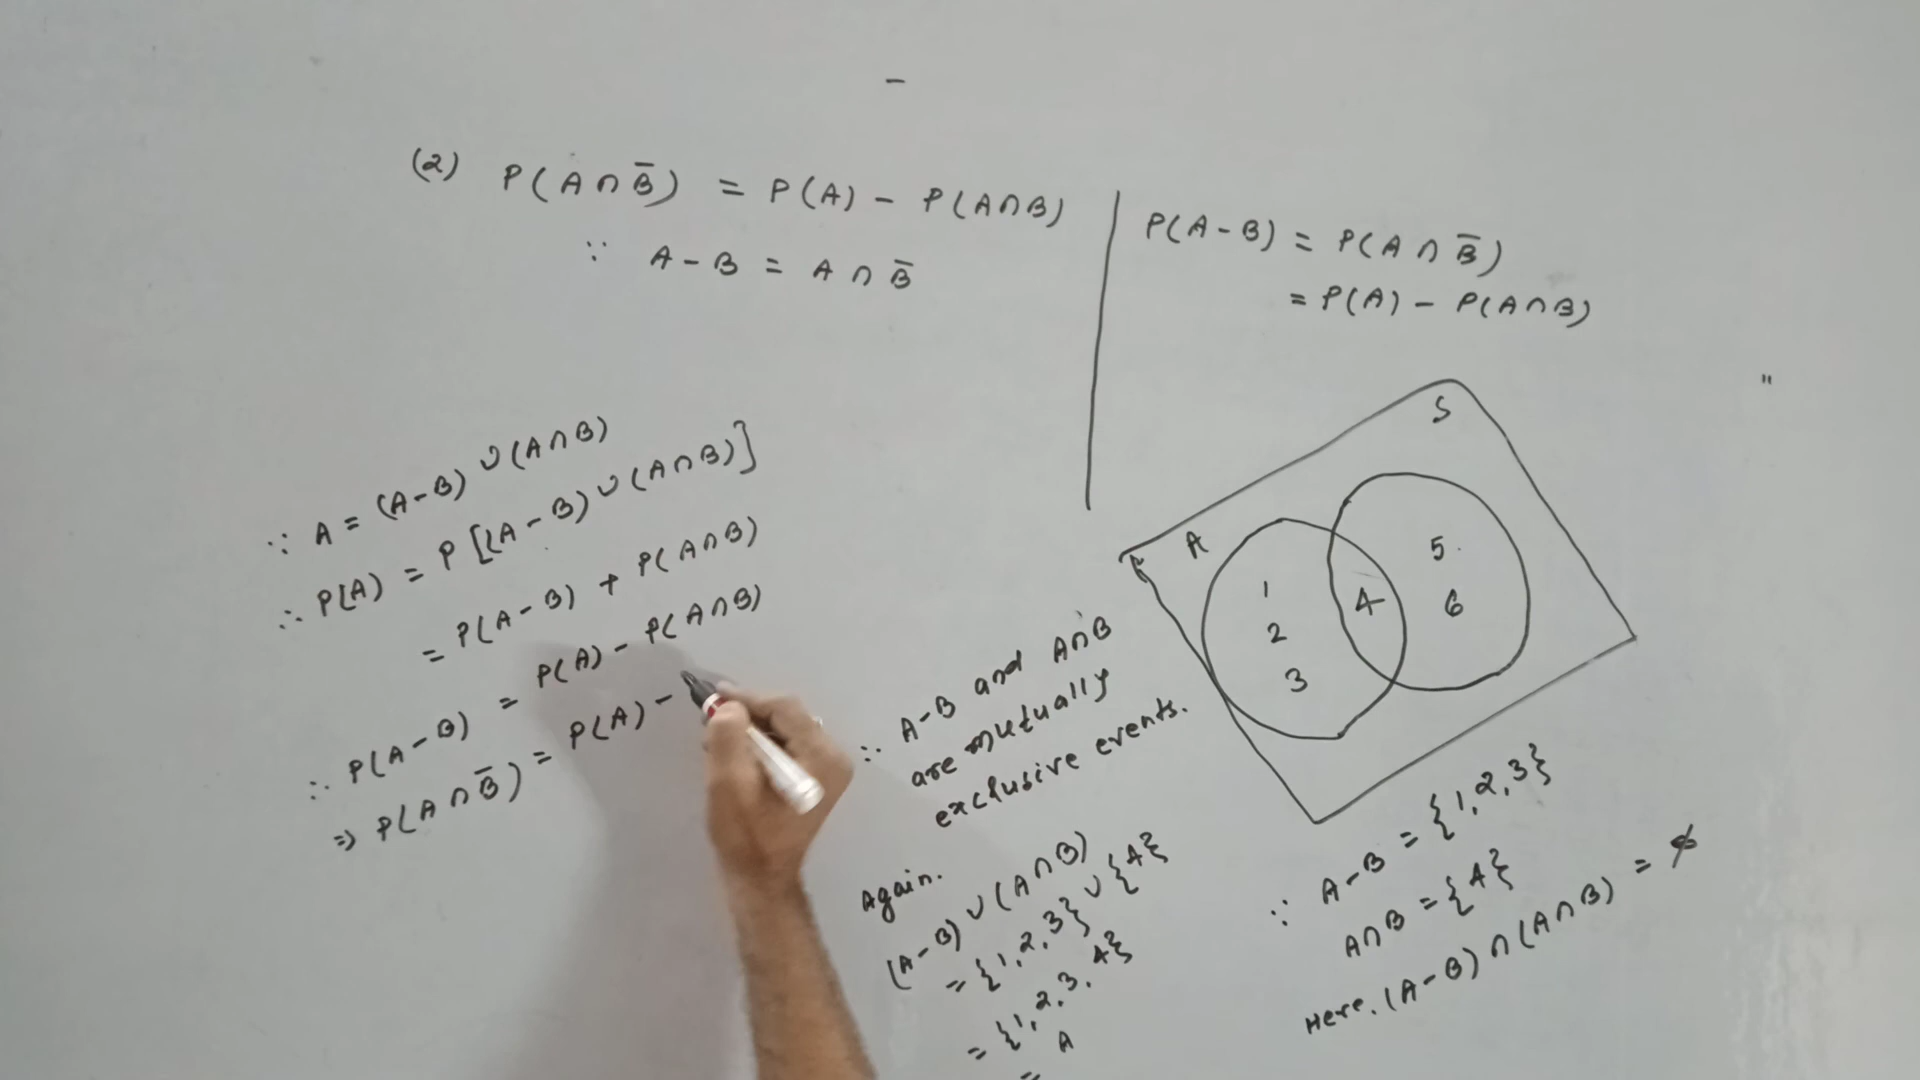 (2) P(A∩B̅) = P(A) - P(A∩B)
∵ A-B = A∩B̅
P(A-B) = P(A∩B̅)
= P(A) - P(A∩B)
∵ A = (A-B) ∪ (A∩B)
∴ P(A) = P[(A-B) ∪ (A∩B)]
= P(A-B) + P(A∩B)
∴ P(A-B) = P(A) - P(A∩B)
⇒ P(A∩B̅) = P(A) -
S
A
1
2
3
4
5
6
∵ A-B and A∩B
are mutually
exclusive events.
Again.
(A-B) ∪ (A∩B)
= {1,2,3} ∪ {4}
= {1,2,3,4}
= A
∵ A-B = {1,2,3}
A∩B = {4}
Here, (A-B) ∩ (A∩B) = ϕ